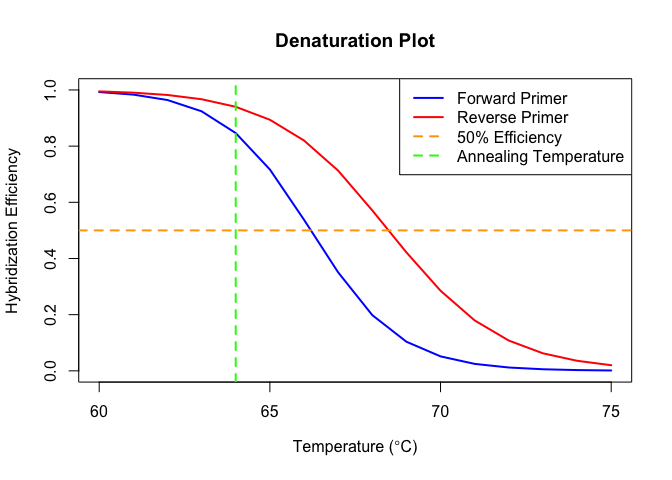 Denaturation Plot
Forward Primer
Reverse Primer
50% Efficiency
Annealing Temperature
Hybridization Efficiency
1.0
0.8
0.6
0.4
0.2
0.0
60
65
70
75
Temperature (°C)